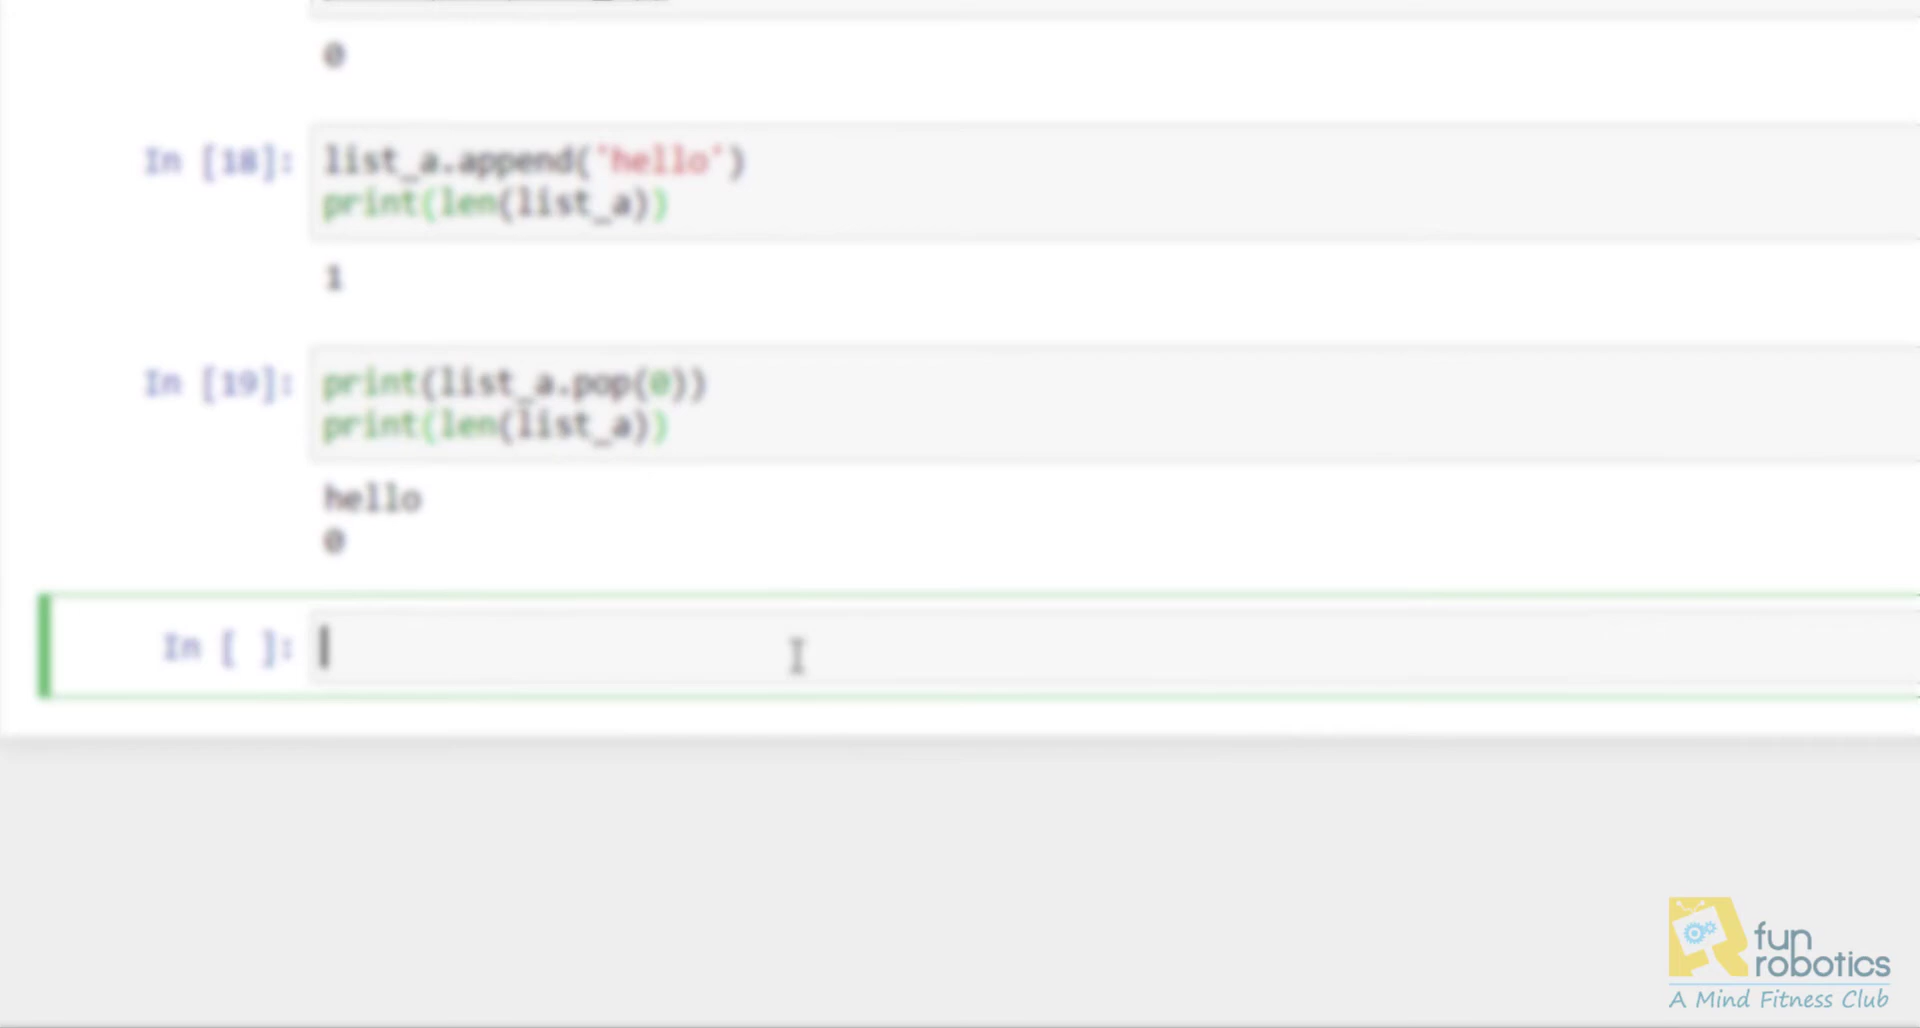 0
In [18]: list_a.append('hello')
print(len(list_a))
1
In [19]: print(list_a.pop(0))
print(len(list_a))
hello
0
In [ ]:
fun
robotics
A Mind Fitness Club